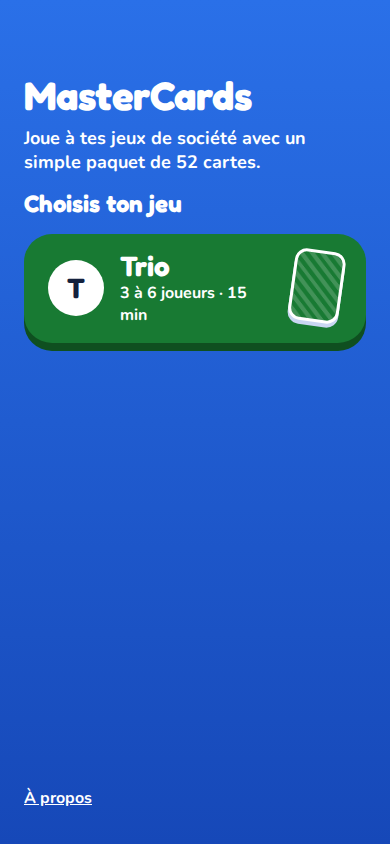 MasterCards
Joue à tes jeux de société avec un
simple paquet de 52 cartes.
Choisis ton jeu
T
Trio
3 à 6 joueurs · 15
min
À propos